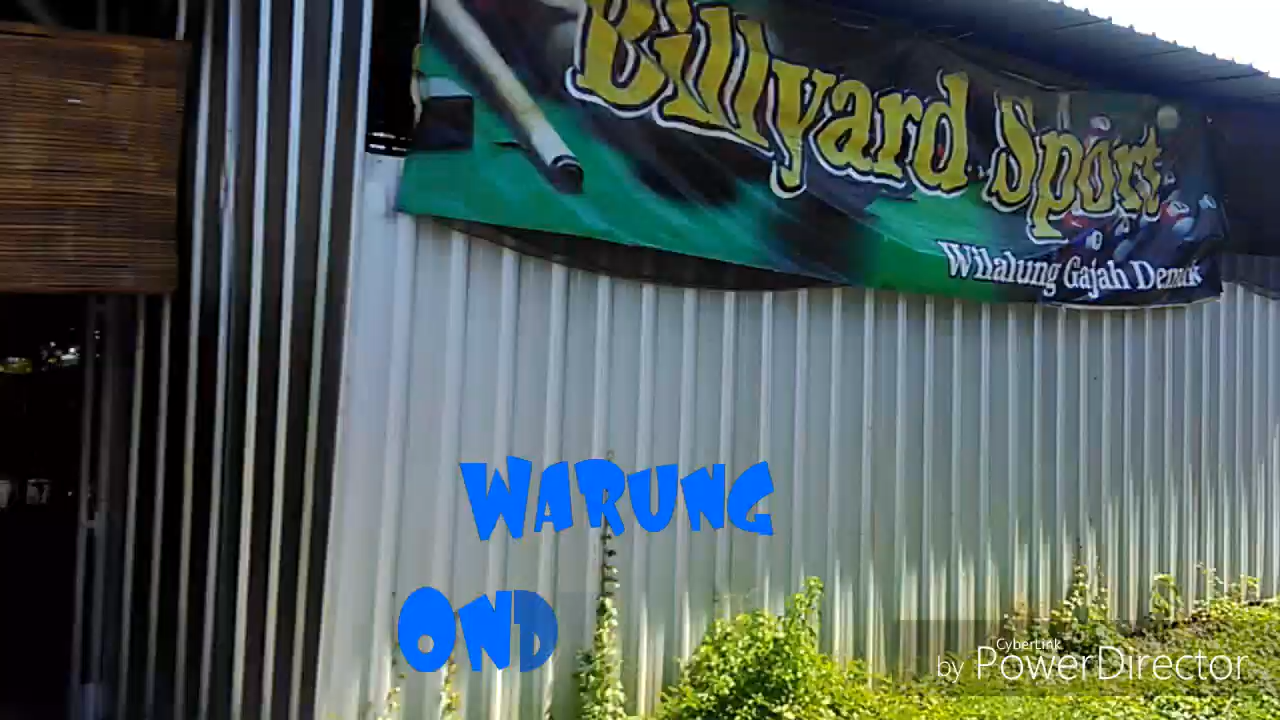 Billyard Sport
Wilalung Gajah Demak
WARUNG
OND
CyberLink
by PowerDirector